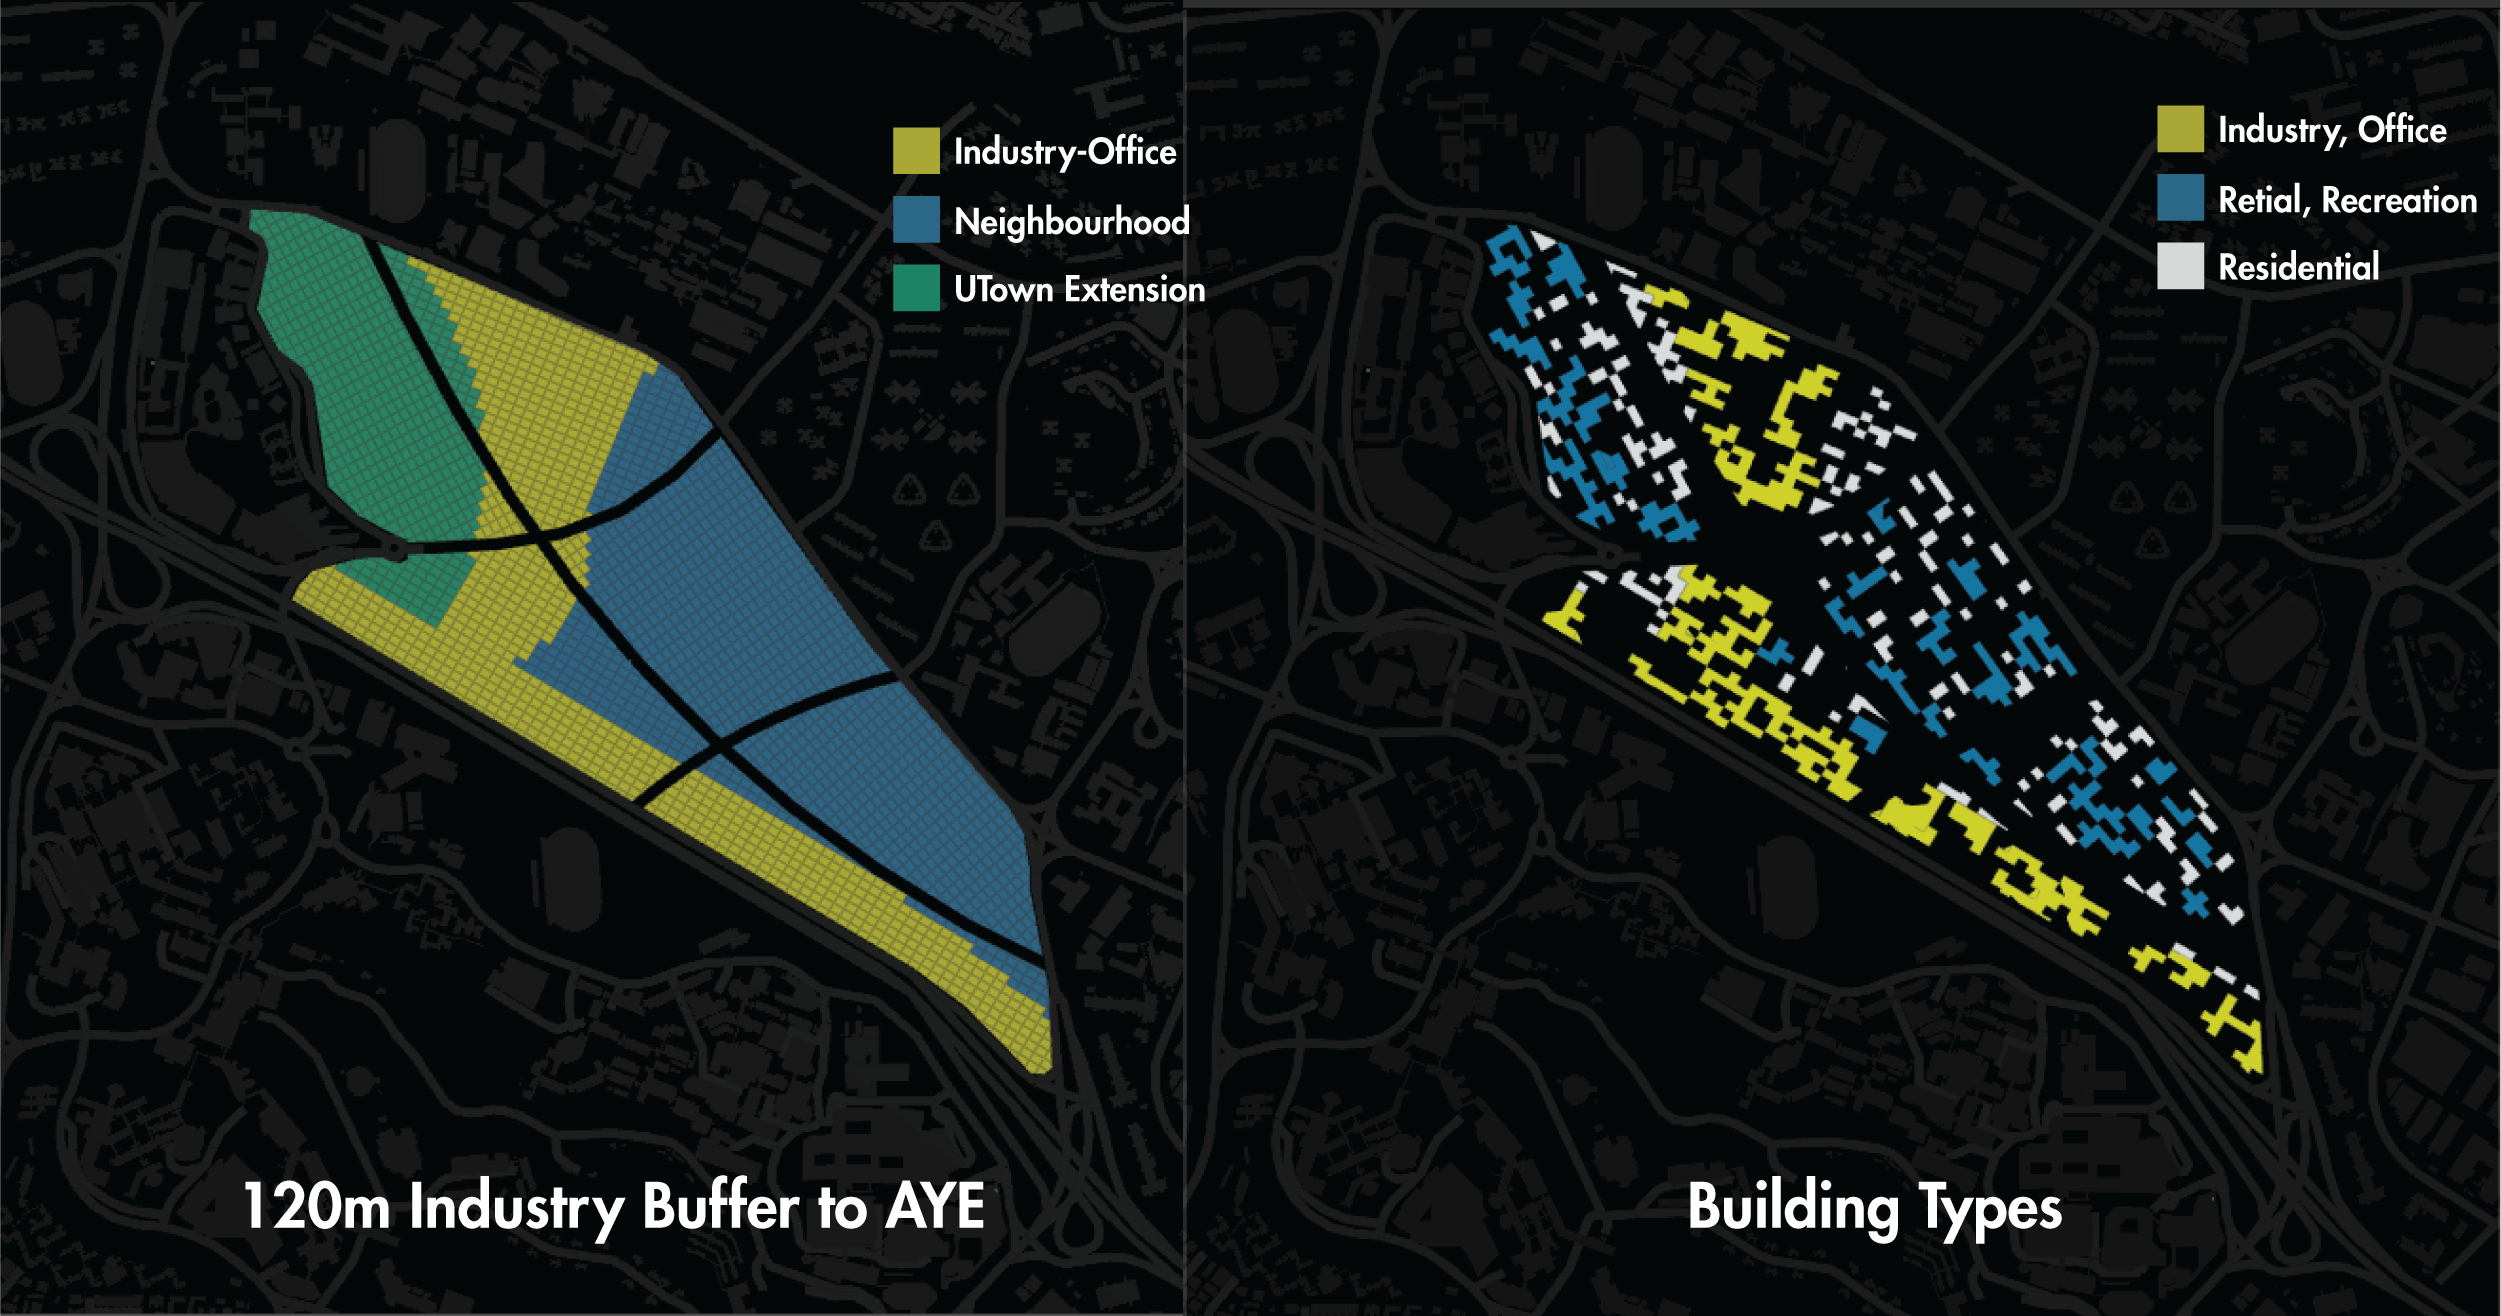 Industry-Office
Neighbourhood
UTown Extension
120m Industry Buffer to AYE
Industry, Office
Retial, Recreation
Residential
Building Types